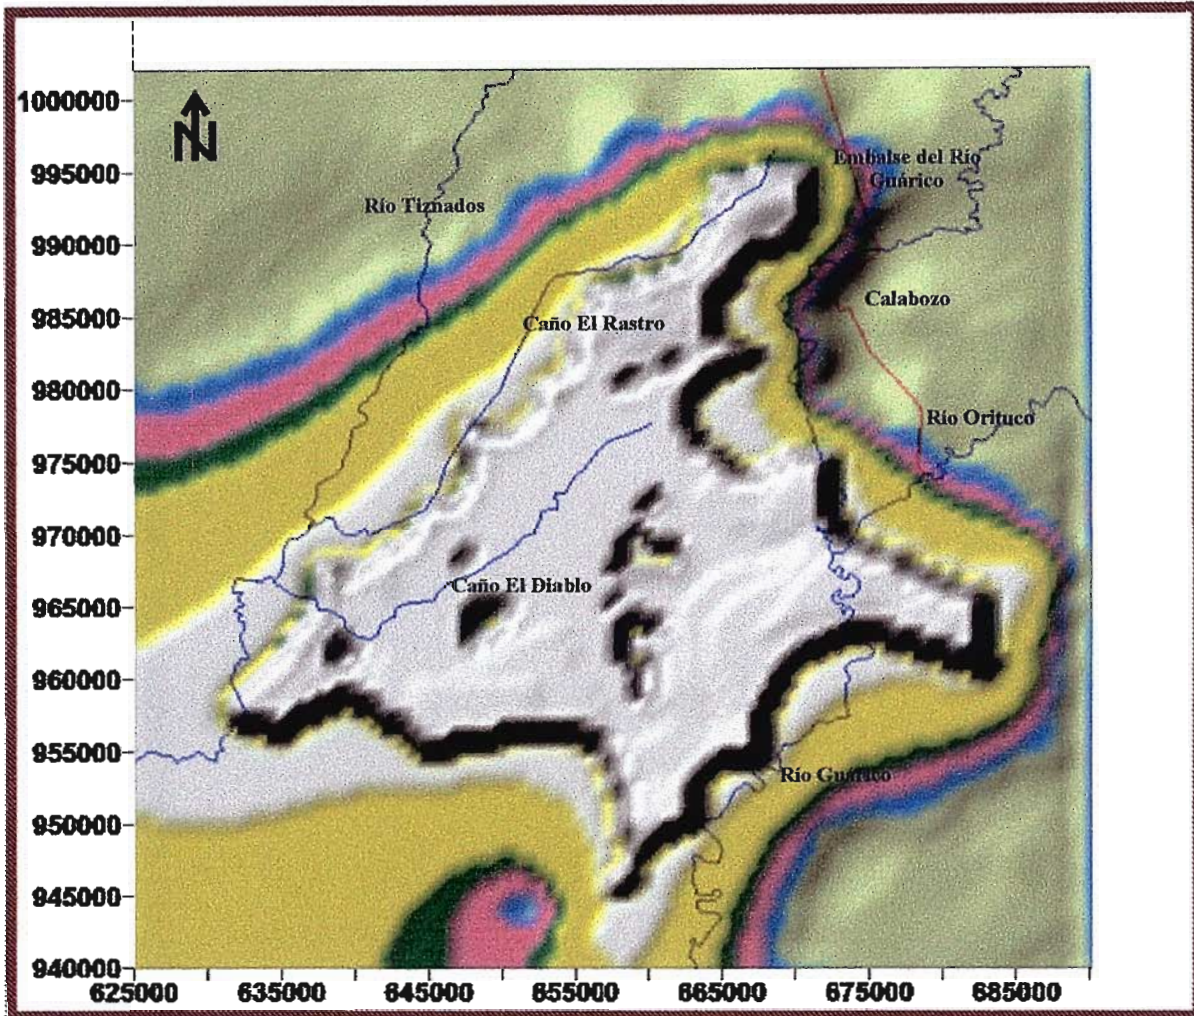 1000000
N
995000
Embalse del Río
Guárico
Río Tiznados
990000
Calabozo
985000
Caño El Rastro
980000
Río Orituco
975000
970000
Caño El Diablo
965000
960000
955000
Río Guárico
950000
945000
940000
625000 635000 645000 655000 665000 675000 685000